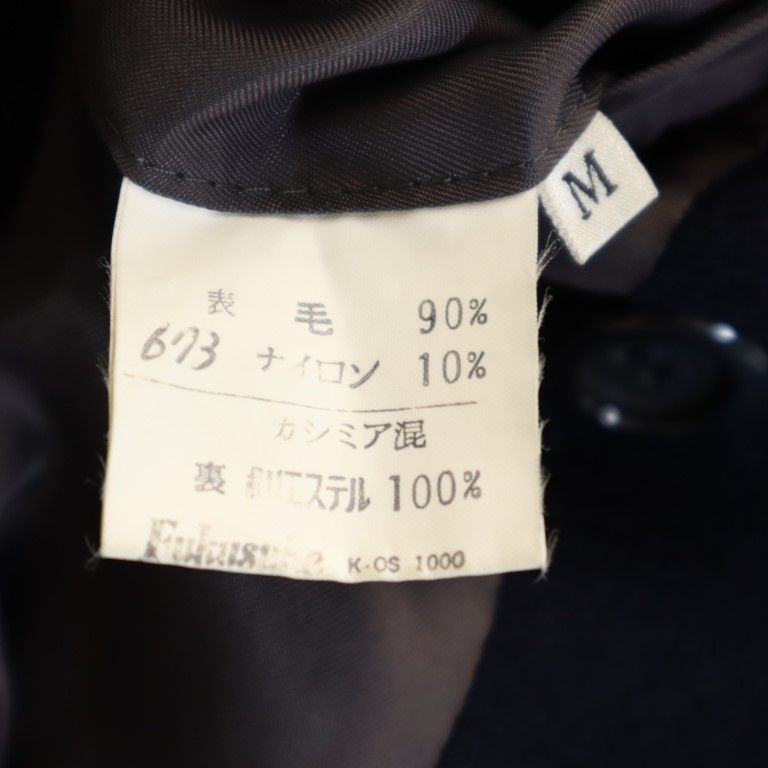 M
表 毛 90%
673 ナイロン 10%
カシミア混
裏 ポリエステル 100%
Fukusuke K-OS 1000